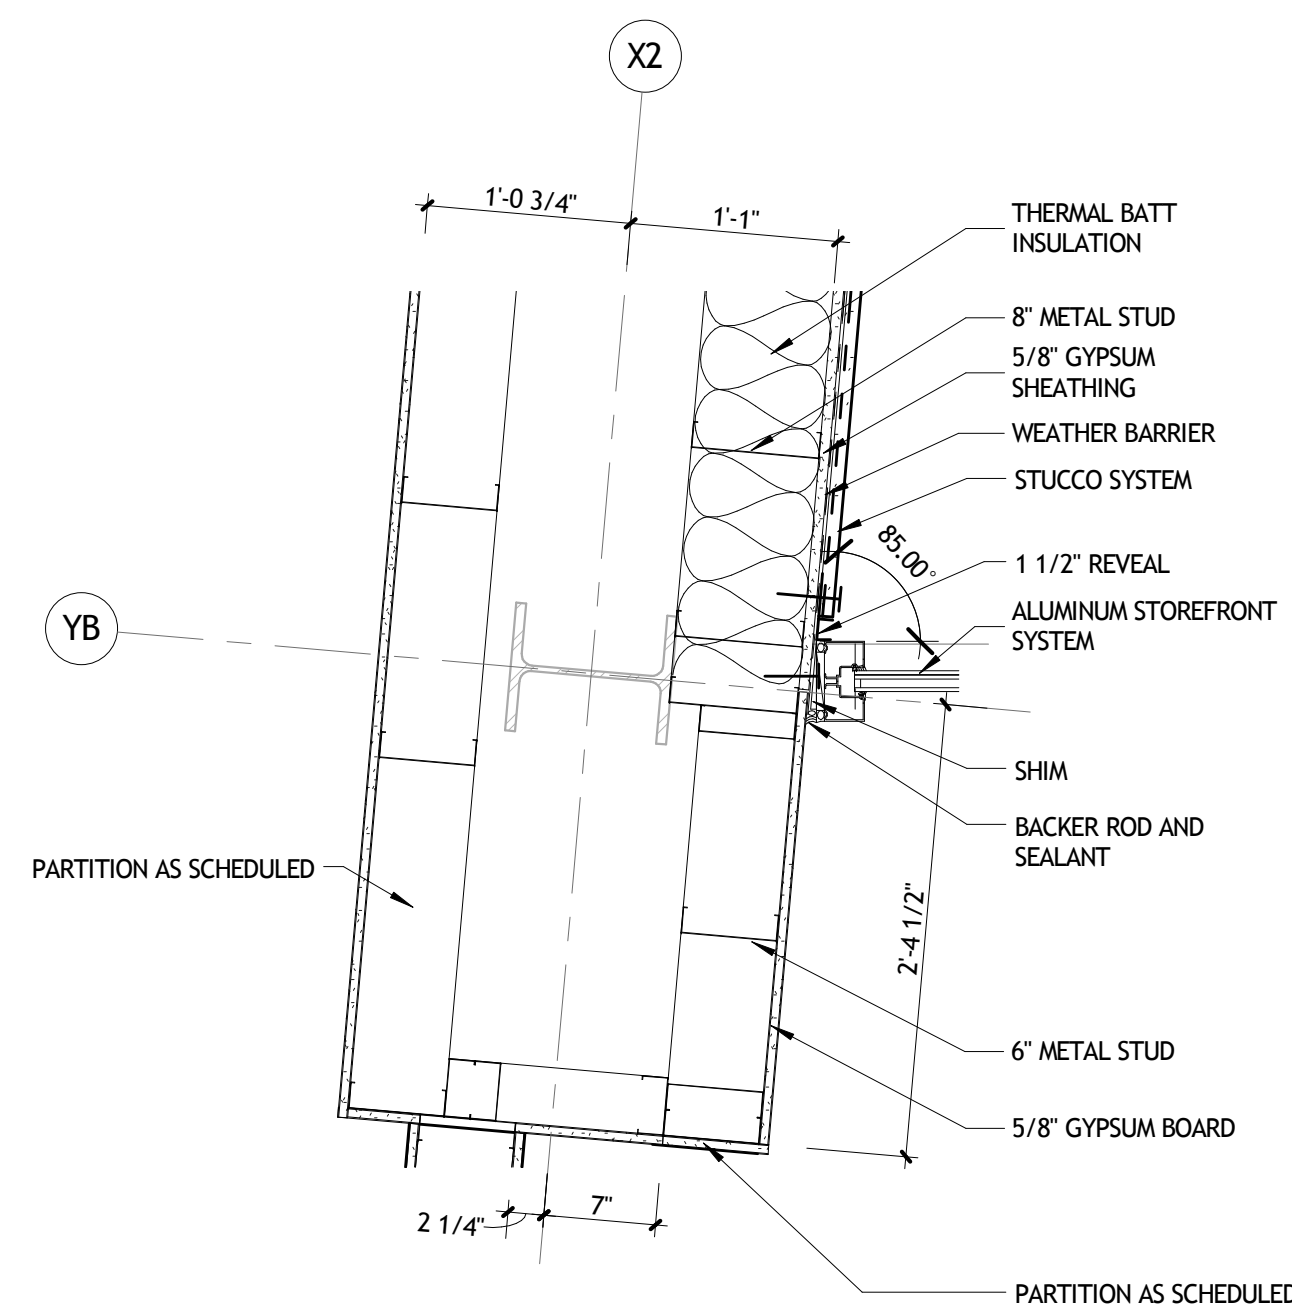 X2
1'-0 3/4"
1'-1"
THERMAL BATT
INSULATION
8" METAL STUD
5/8" GYPSUM
SHEATHING
WEATHER BARRIER
STUCCO SYSTEM
85.00°
1 1/2" REVEAL
ALUMINUM STOREFRONT
SYSTEM
YB
SHIM
BACKER ROD AND
SEALANT
PARTITION AS SCHEDULED
2'-4 1/2"
6" METAL STUD
5/8" GYPSUM BOARD
2 1/4"
7"
PARTITION AS SCHEDULED